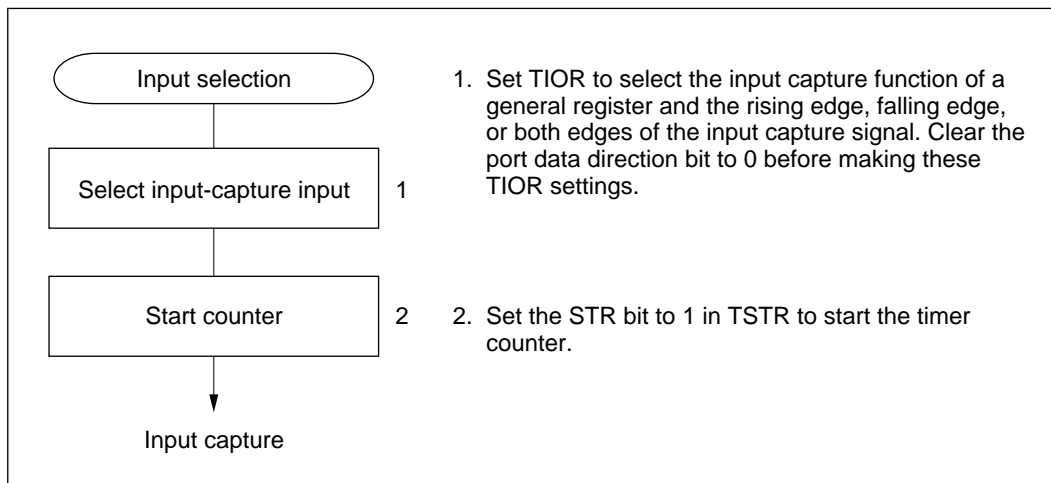 Input selection
Select input-capture input
1
Start counter
2
Input capture
1. Set TIOR to select the input capture function of a
general register and the rising edge, falling edge,
or both edges of the input capture signal. Clear the
port data direction bit to 0 before making these
TIOR settings.
2. Set the STR bit to 1 in TSTR to start the timer
counter.